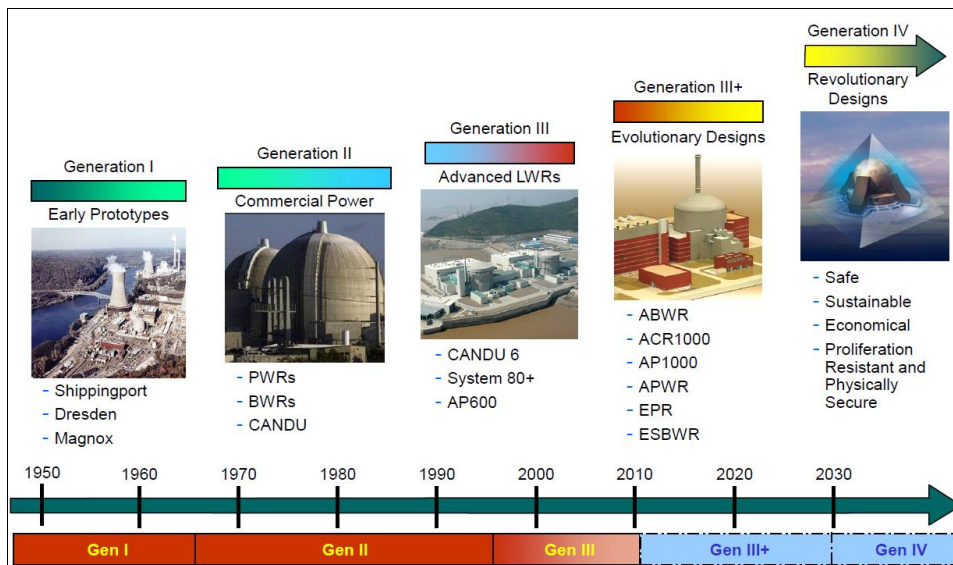 Generation I
Early Prototypes
- Shippingport
- Dresden
- Magnox
Generation II
Commercial Power
- PWRs
- BWRs
- CANDU
Generation III
Advanced LWRs
- CANDU 6
- System 80+
- AP600
Generation III+
Evolutionary Designs
- ABWR
- ACR1000
- AP1000
- APWR
- EPR
- ESBWR
Generation IV
Revolutionary
Designs
- Safe
- Sustainable
- Economical
- Proliferation
Resistant and
Physically
Secure
1950 1960 1970 1980 1990 2000 2010 2020 2030
Gen I Gen II Gen III Gen III+ Gen IV